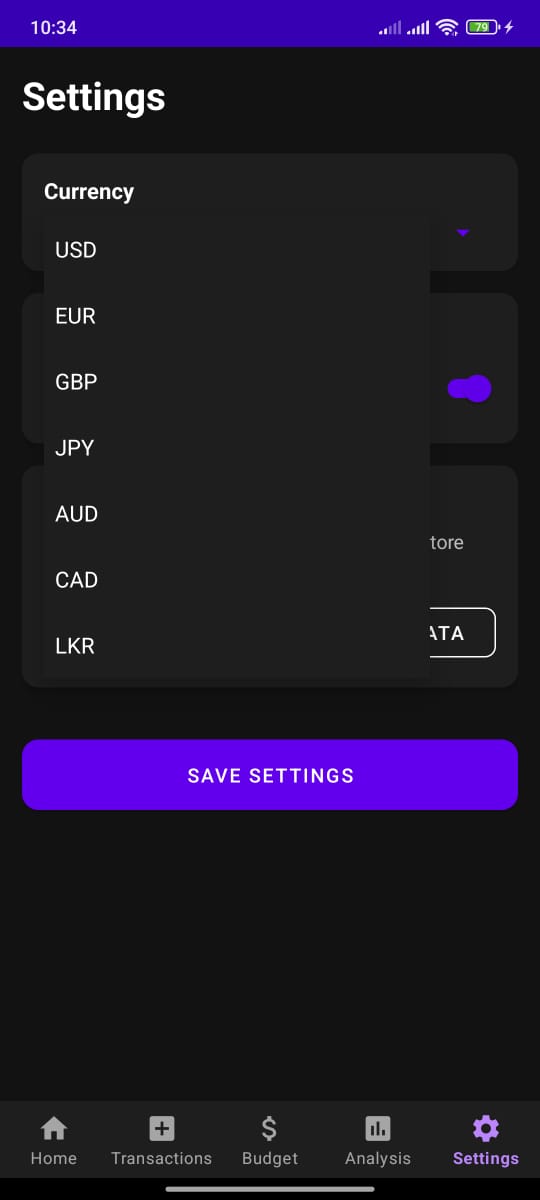 10:34
79
Settings
Currency
USD
EUR
GBP
JPY
AUD
CAD
tore
LKR
ATA
SAVE SETTINGS
Home
Transactions
Budget
Analysis
Settings